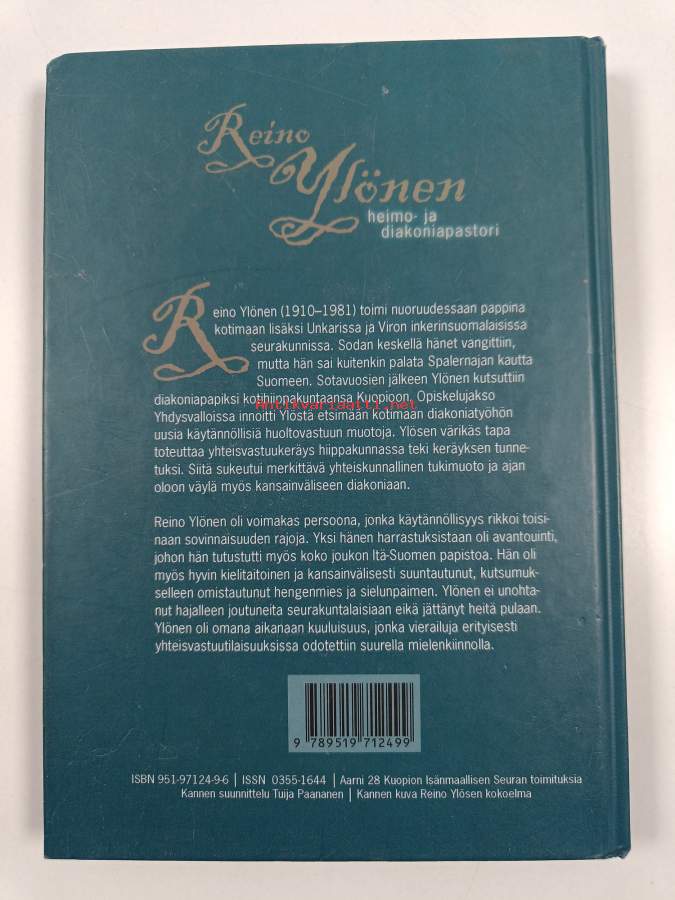 Reino
Ylönen
heimo- ja
diakoniapastori
Reino Ylönen (1910–1981) toimi nuoruudessaan pappina
kotimaan lisäksi Unkarissa ja Viron inkerinsuomalaisissa
seurakunnissa. Sodan keskellä hänet vangittiin,
mutta hän sai kuitenkin palata Spalernajan kautta
Suomeen. Sotavuosien jälkeen Ylönen kutsuttiin
diakoniapapiksi kotihiippakuntaansa Kuopioon. Opiskelujakso
Antikvariaatti.net
Yhdysvalloissa innoitti Ylöstä etsimään kotimaan diakoniatyöhön
uusia käytännöllisiä huoltovastuun muotoja. Ylösen värikäs tapa
toteuttaa yhteisvastuukeräys hiippakunnassa teki keräyksen tunne-
tuksi. Siitä sukeutui merkittävä yhteiskunnallinen tukimuoto ja ajan
oloon väylä myös kansainväliseen diakoniaan.
Reino Ylönen oli voimakas persoona, jonka käytännöllisyys rikkoi toisi-
naan sovinnaisuuden rajoja. Yksi hänen harrastuksistaan oli avantouinti,
johon hän tutustutti myös koko joukon Itä-Suomen papistoa. Hän oli
myös hyvin kielitaitoinen ja kansainvälisesti suuntautunut, kutsumuk-
selleen omistautunut hengenmies ja sielunpaimen. Ylönen ei unohta-
nut hajalleen joutuneita seurakuntalaisiaan eikä jättänyt heitä pulaan.
Ylönen oli omana aikanaan kuuluisuus, jonka vierailuja erityisesti
yhteisvastuutilaisuuksissa odotettiin suurella mielenkiinnolla.
9 789519 712499
ISBN 951-97124-9-6 | ISSN 0355-1644 | Aarni 28 Kuopion Isänmaallisen Seuran toimituksia
Kannen suunnittelu Tuija Paananen | Kannen kuva Reino Ylösen kokoelma